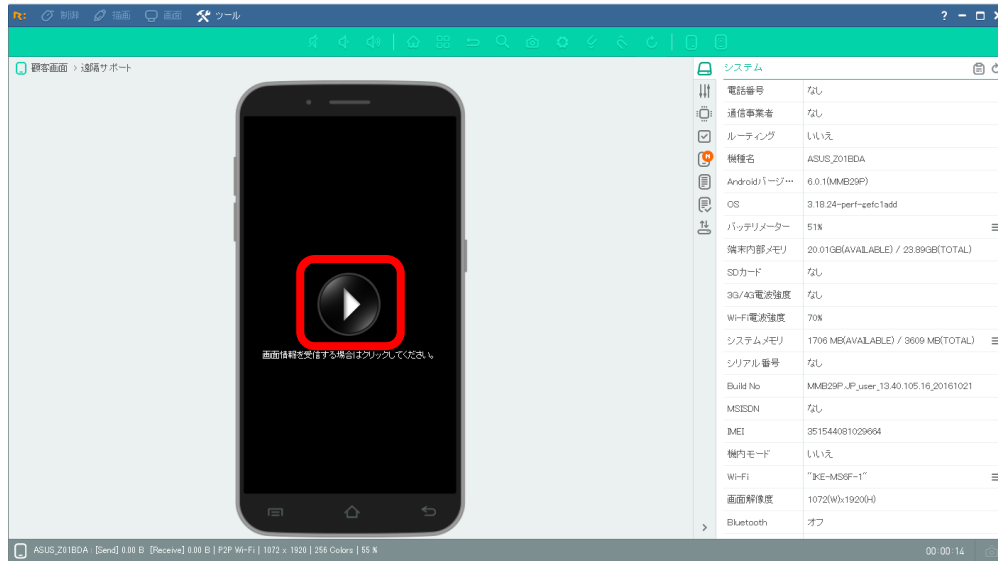 制御 描画 画面 ツール ? − □
顧客画面 > 遠隔サポート
画面情報を受信する場合はクリックしてください。
システム
電話番号 なし
通信事業者 なし
ルーティング いいえ
機種名 ASUS_Z01BDA
Androidバージ… 6.0.1(MMB29P)
OS 3.18.24-perf-gefc1add
バッテリメーター 51%
端末内部メモリ 20.01GB(AVAILABLE) / 23.89GB(TOTAL)
SDカード なし
3G/4G電波強度 なし
Wi-Fi電波強度 70%
システムメモリ 1706 MB(AVAILABLE) / 3609 MB(TOTAL)
シリアル番号 なし
Build No MMB29P.JP_user_13.40.105.16_20161021
MSISDN なし
IMEI 351544081029664
機内モード いいえ
Wi-Fi "IKE-MS6F-1"
画面解像度 1072(W)x1920(H)
Bluetooth オフ
ASUS_Z01BDA : [Send] 0.00 B [Receive] 0.00 B | P2P Wi-Fi | 1072 x 1920 | 256 Colors | 55 % 00:00:14